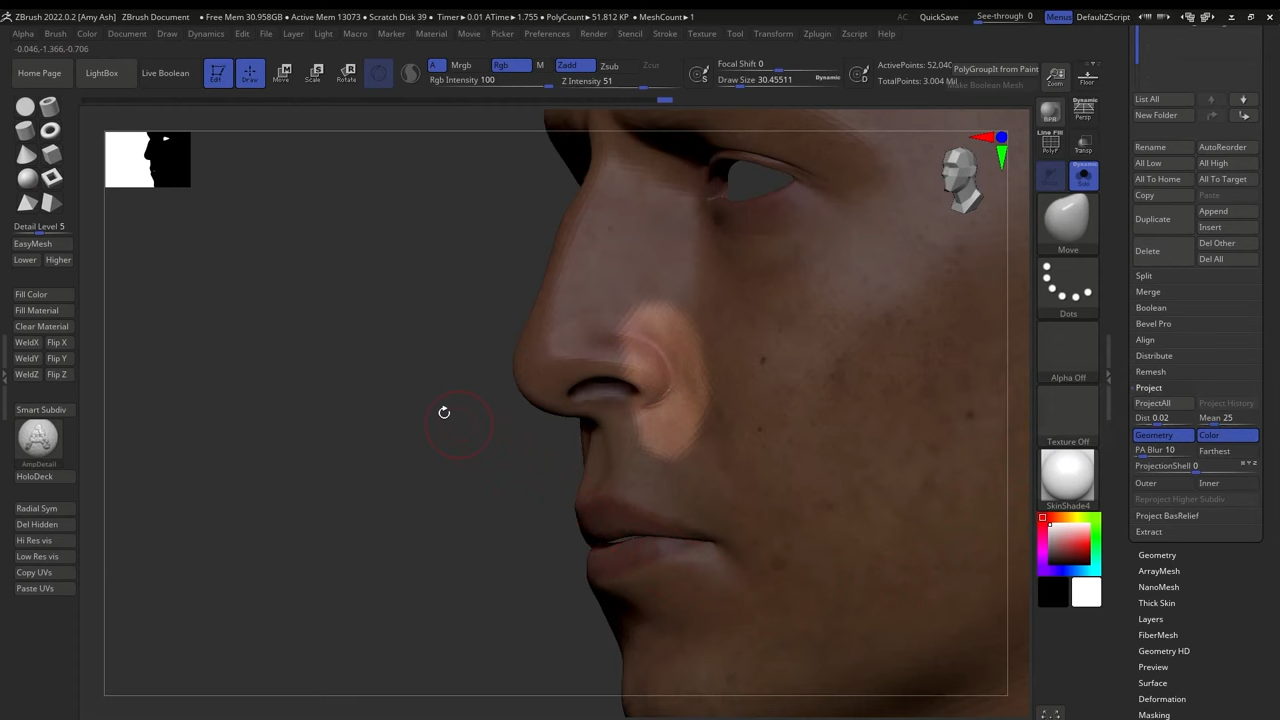 ZBrush 2022.0.2 [Amy Ash] ZBrush Document • Free Mem 30.958GB • Active Mem 13073 • Scratch Disk 39 • Timer▸0.01 ATime▸1.755 • PolyCount▸51.812 KP • MeshCount▸1 AC QuickSave See-through 0 Menus DefaultZScript
Alpha Brush Color Document Draw Dynamics Edit File Layer Light Macro Marker Material Movie Picker Preferences Render Stencil Stroke Texture Tool Transform Zplugin Zscript Help
-0.046,-1.366,-0.706
Home Page LightBox Live Boolean Edit Draw Move Scale Rotate
A Mrgb Rgb M Zadd Zsub Zcut
Rgb Intensity 100 Z Intensity 51
S Focal Shift 0
Draw Size 30.45511 Dynamic
D ActivePoints: 52,040
TotalPoints: 3.004 Mil
PolyGroupIt from Paint
Make Boolean Mesh
Zoom
Floor
Detail Level 5
EasyMesh
Lower Higher
Fill Color
Fill Material
Clear Material
WeldX Flip X
WeldY Flip Y
WeldZ Flip Z
Smart Subdiv
AmpDetail
HoloDeck
Radial Sym
Del Hidden
Hi Res vis
Low Res vis
Copy UVs
Paste UVs
BPR
Dynamic
Persp
Line Fill
PolyF
Transp
Dynamic
Solo
Move
Dots
Alpha Off
Texture Off
SkinShade4
List All
New Folder
Rename AutoReorder
All Low All High
All To Home All To Target
Copy Paste
Duplicate Append
Insert
Delete Del Other
Del All
Split
Merge
Boolean
Bevel Pro
Align
Distribute
Remesh
Project
ProjectAll Project History
Dist 0.02 Mean 25
Geometry Color
PA Blur 10 Farthest
ProjectionShell 0
Outer Inner
Reproject Higher Subdiv
Project BasRelief
Extract
Geometry
ArrayMesh
NanoMesh
Thick Skin
Layers
FiberMesh
Geometry HD
Preview
Surface
Deformation
Masking